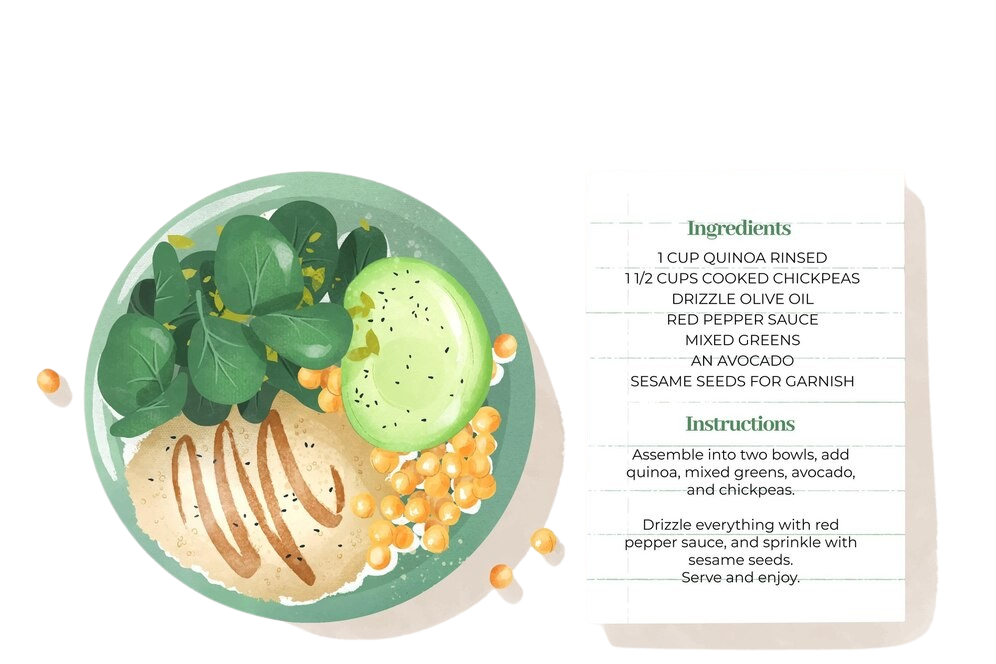 Ingredients
1 CUP QUINOA RINSED
1 1/2 CUPS COOKED CHICKPEAS
DRIZZLE OLIVE OIL
RED PEPPER SAUCE
MIXED GREENS
AN AVOCADO
SESAME SEEDS FOR GARNISH
Instructions
Assemble into two bowls, add
quinoa, mixed greens, avocado,
and chickpeas.
Drizzle everything with red
pepper sauce, and sprinkle with
sesame seeds.
Serve and enjoy.